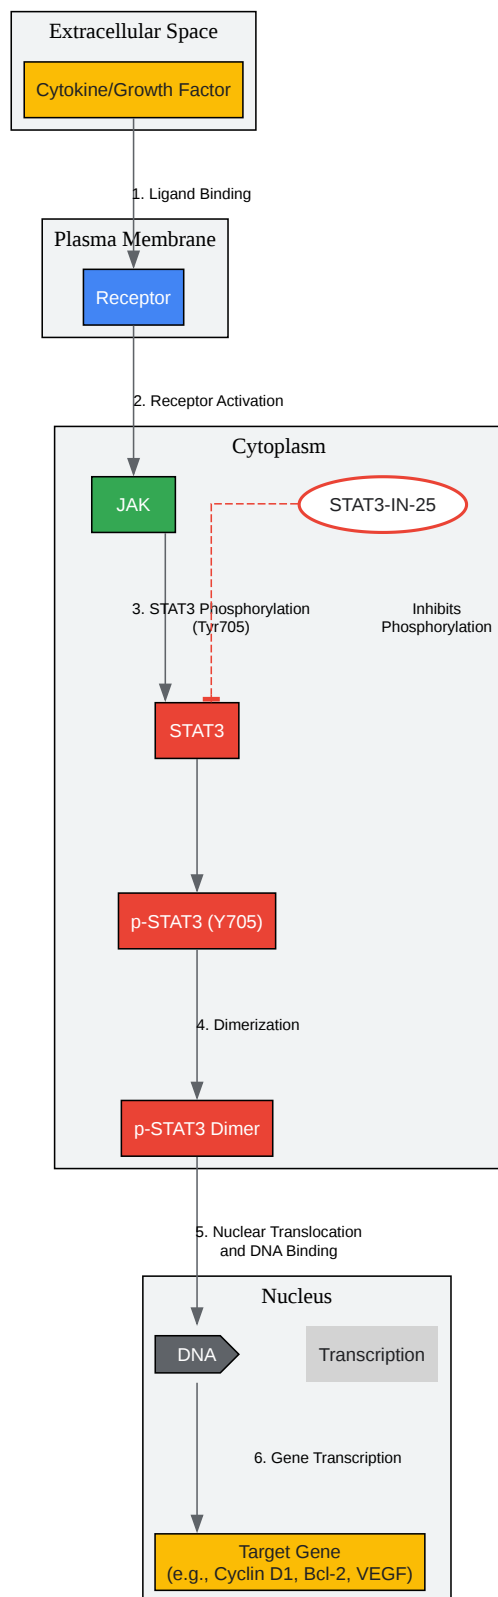 Extracellular Space
Cytokine/Growth Factor
1. Ligand Binding
Plasma Membrane
Receptor
2. Receptor Activation
Cytoplasm
JAK
STAT3-IN-25
3. STAT3 Phosphorylation
(Tyr705)
Inhibits
Phosphorylation
STAT3
p-STAT3 (Y705)
4. Dimerization
p-STAT3 Dimer
5. Nuclear Translocation
and DNA Binding
Nucleus
DNA
Transcription
6. Gene Transcription
Target Gene
(e.g., Cyclin D1, Bcl-2, VEGF)